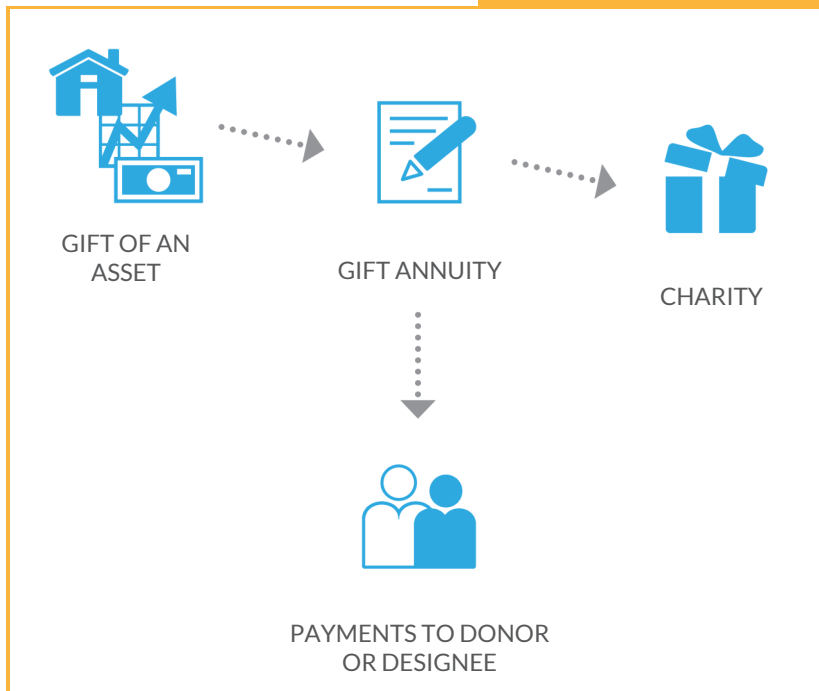 GIFT OF AN
ASSET
GIFT ANNUITY
CHARITY
PAYMENTS TO DONOR
OR DESIGNEE